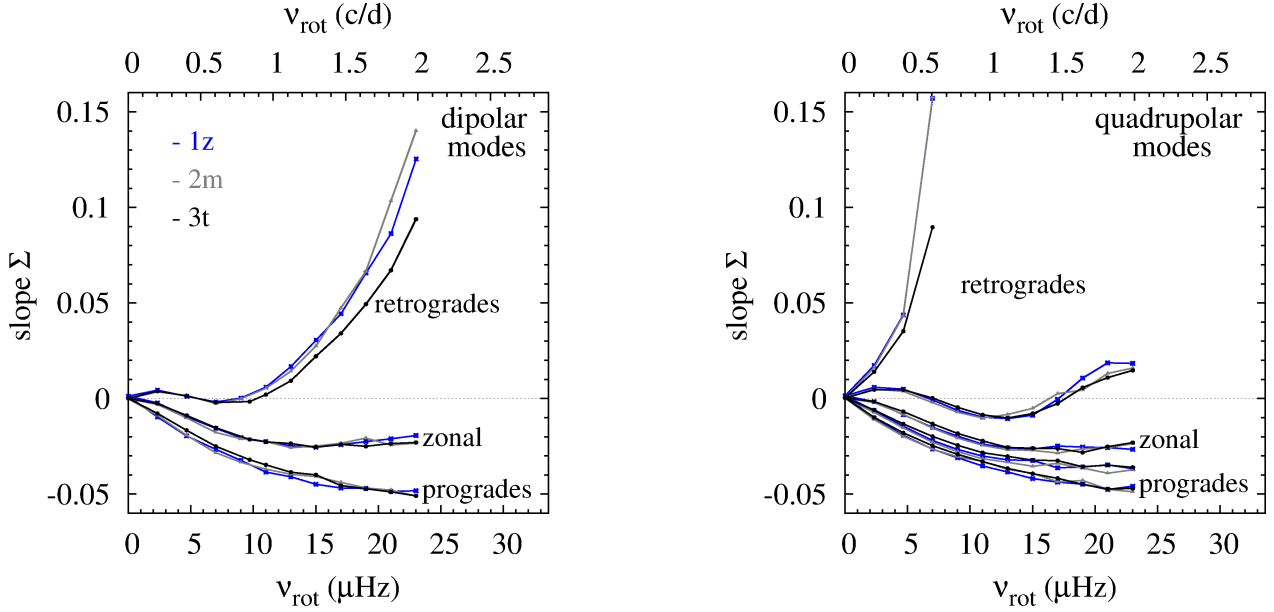 ν_rot (c/d)
0 0.5 1 1.5 2 2.5
0.15
0.1
0.05
0
-0.05
slope Σ
dipolar
modes
- 1z
- 2m
- 3t
retrogrades
zonal
progrades
0 5 10 15 20 25 30
ν_rot (μHz)
ν_rot (c/d)
0 0.5 1 1.5 2 2.5
0.15
0.1
0.05
0
-0.05
slope Σ
quadrupolar
modes
retrogrades
zonal
progrades
0 5 10 15 20 25 30
ν_rot (μHz)